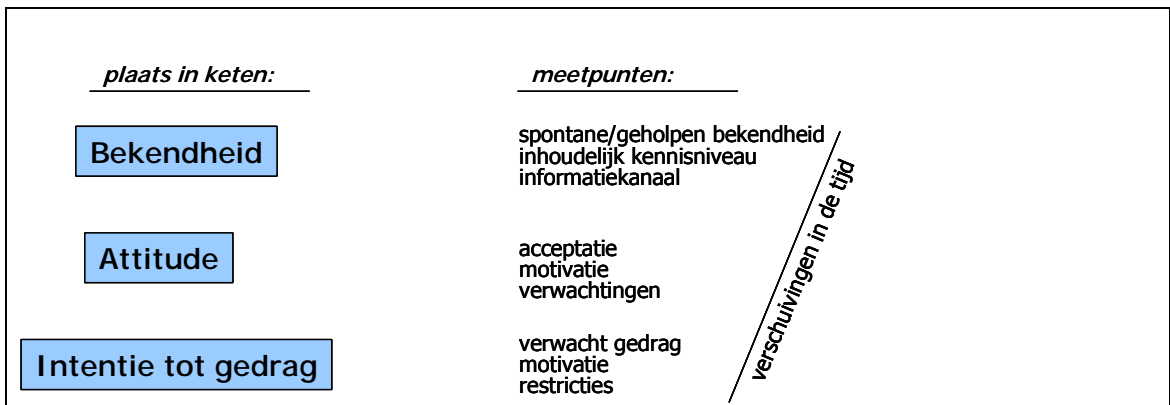 plaats in keten:
meetpunten:
Bekendheid
spontane/geholpen bekendheid
inhoudelijk kennisniveau
informatiekanaal
Attitude
acceptatie
motivatie
verwachtingen
Intentie tot gedrag
verwacht gedrag
motivatie
restricties
verschuivingen in de tijd